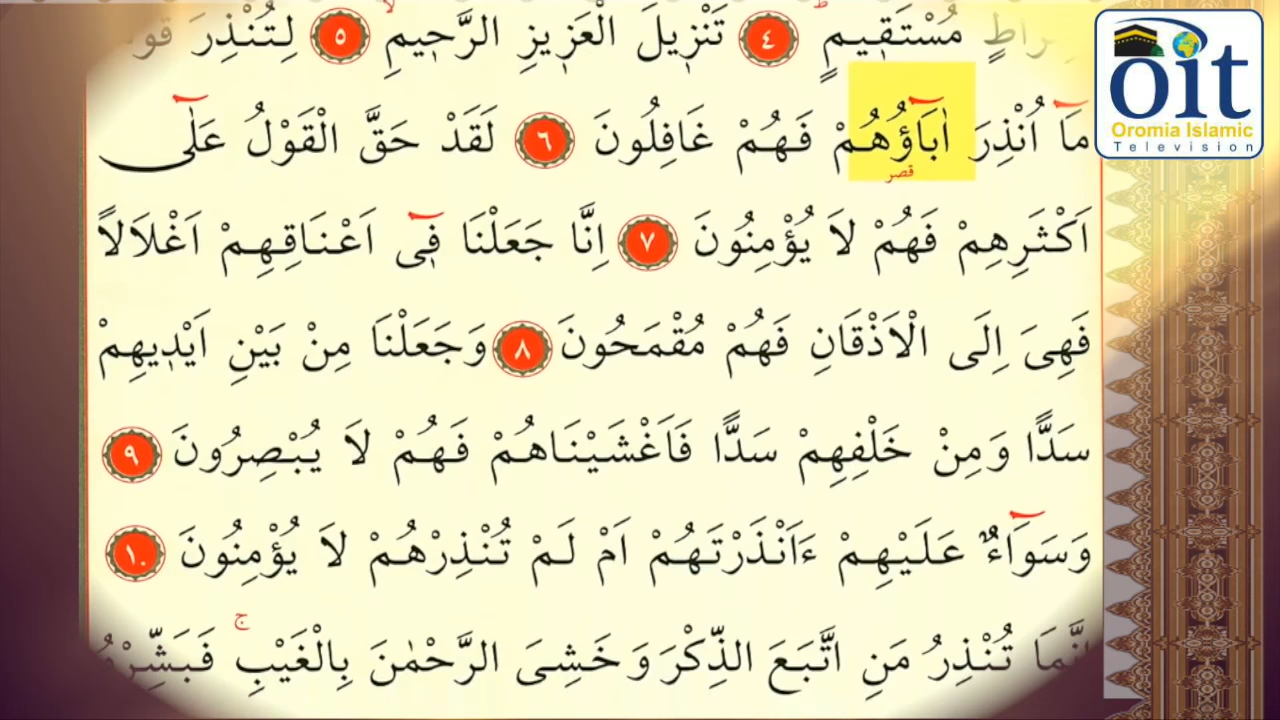 مُسْتَقٖيمٍ ٤ تَنْزٖيلَ الْعَزٖيزِ الرَّحٖيمِ ٥ لِتُنْذِرَ
مَٓا اُنْذِرَ اٰبَٓاؤُ۬هُمْ فَهُمْ غَافِلُونَ ٦ لَقَدْ حَقَّ الْقَوْلُ عَلٰٓى
قصر
اَكْثَرِهِمْ فَهُمْ لَا يُؤْمِنُونَ ٧ اِنَّا جَعَلْنَا فٖٓى اَعْنَاقِهِمْ اَغْلَالًا
فَهِىَ اِلَى الْاَذْقَانِ فَهُمْ مُقْمَحُونَ ٨ وَجَعَلْنَا مِنْ بَيْنِ اَيْدٖيهِمْ
سَدًّا وَمِنْ خَلْفِهِمْ سَدًّا فَاَغْشَيْنَاهُمْ فَهُمْ لَا يُبْصِرُونَ ٩
وَسَوَٓاءٌ عَلَيْهِمْ ءَاَنْذَرْتَهُمْ اَمْ لَمْ تُنْذِرْهُمْ لَا يُؤْمِنُونَ ١٠
اِنَّمَا تُنْذِرُ مَنِ اتَّبَعَ الذِّكْرَ وَخَشِىَ الرَّحْمٰنَ بِالْغَيْبِۚ فَبَشِّرْهُ
oit
Oromia Islamic
Television